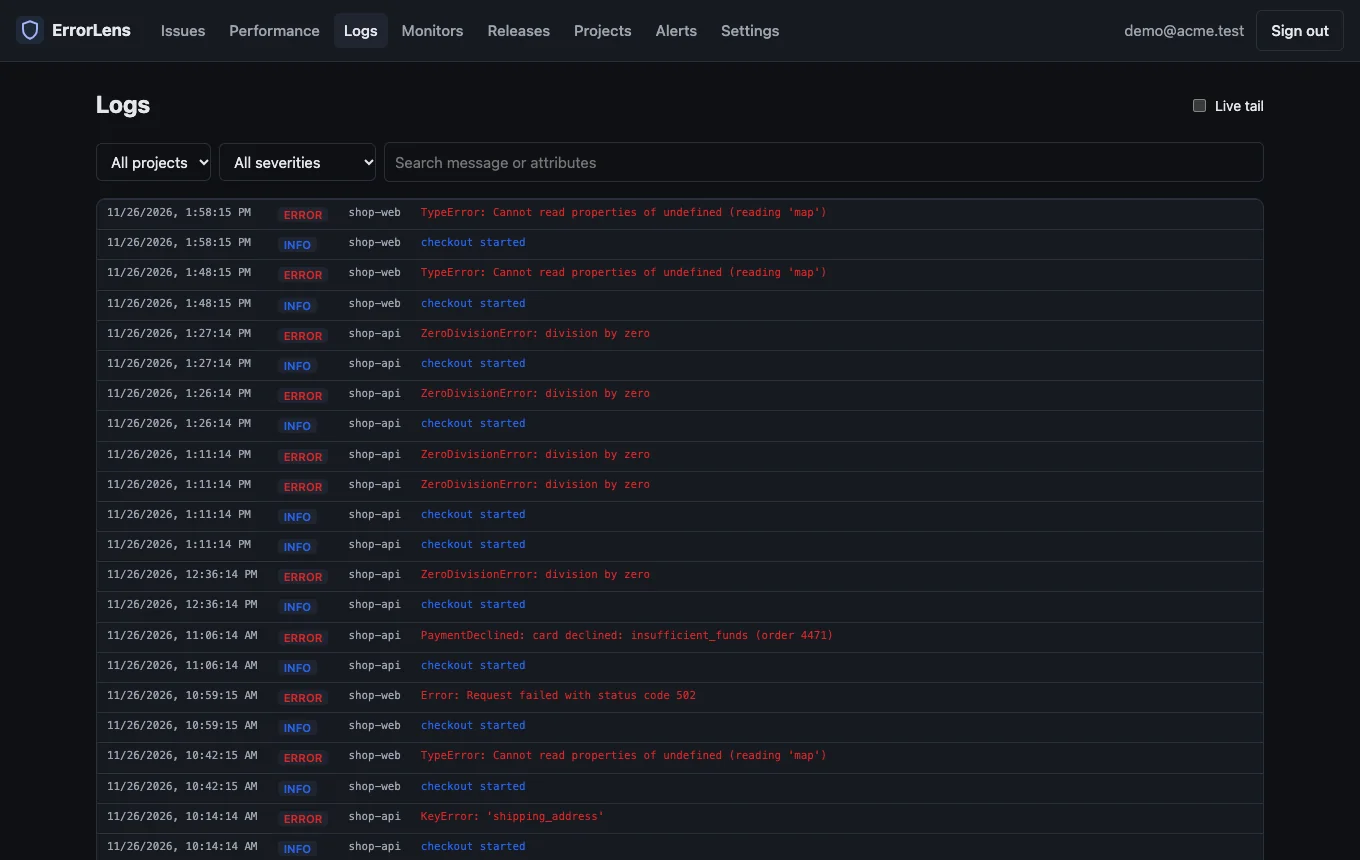 ErrorLens Issues Performance Logs Monitors Releases Projects Alerts Settings demo@acme.test Sign out
Logs Live tail
All projects All severities Search message or attributes
11/26/2026, 1:58:15 PM ERROR shop-web TypeError: Cannot read properties of undefined (reading 'map')
11/26/2026, 1:58:15 PM INFO shop-web checkout started
11/26/2026, 1:48:15 PM ERROR shop-web TypeError: Cannot read properties of undefined (reading 'map')
11/26/2026, 1:48:15 PM INFO shop-web checkout started
11/26/2026, 1:27:14 PM ERROR shop-api ZeroDivisionError: division by zero
11/26/2026, 1:27:14 PM INFO shop-api checkout started
11/26/2026, 1:26:14 PM ERROR shop-api ZeroDivisionError: division by zero
11/26/2026, 1:26:14 PM INFO shop-api checkout started
11/26/2026, 1:11:14 PM ERROR shop-api ZeroDivisionError: division by zero
11/26/2026, 1:11:14 PM ERROR shop-api ZeroDivisionError: division by zero
11/26/2026, 1:11:14 PM INFO shop-api checkout started
11/26/2026, 1:11:14 PM INFO shop-api checkout started
11/26/2026, 12:36:14 PM ERROR shop-api ZeroDivisionError: division by zero
11/26/2026, 12:36:14 PM INFO shop-api checkout started
11/26/2026, 11:06:14 AM ERROR shop-api PaymentDeclined: card declined: insufficient_funds (order 4471)
11/26/2026, 11:06:14 AM INFO shop-api checkout started
11/26/2026, 10:59:15 AM ERROR shop-web Error: Request failed with status code 502
11/26/2026, 10:59:15 AM INFO shop-web checkout started
11/26/2026, 10:42:15 AM ERROR shop-web TypeError: Cannot read properties of undefined (reading 'map')
11/26/2026, 10:42:15 AM INFO shop-web checkout started
11/26/2026, 10:14:14 AM ERROR shop-api KeyError: 'shipping_address'
11/26/2026, 10:14:14 AM INFO shop-api checkout started